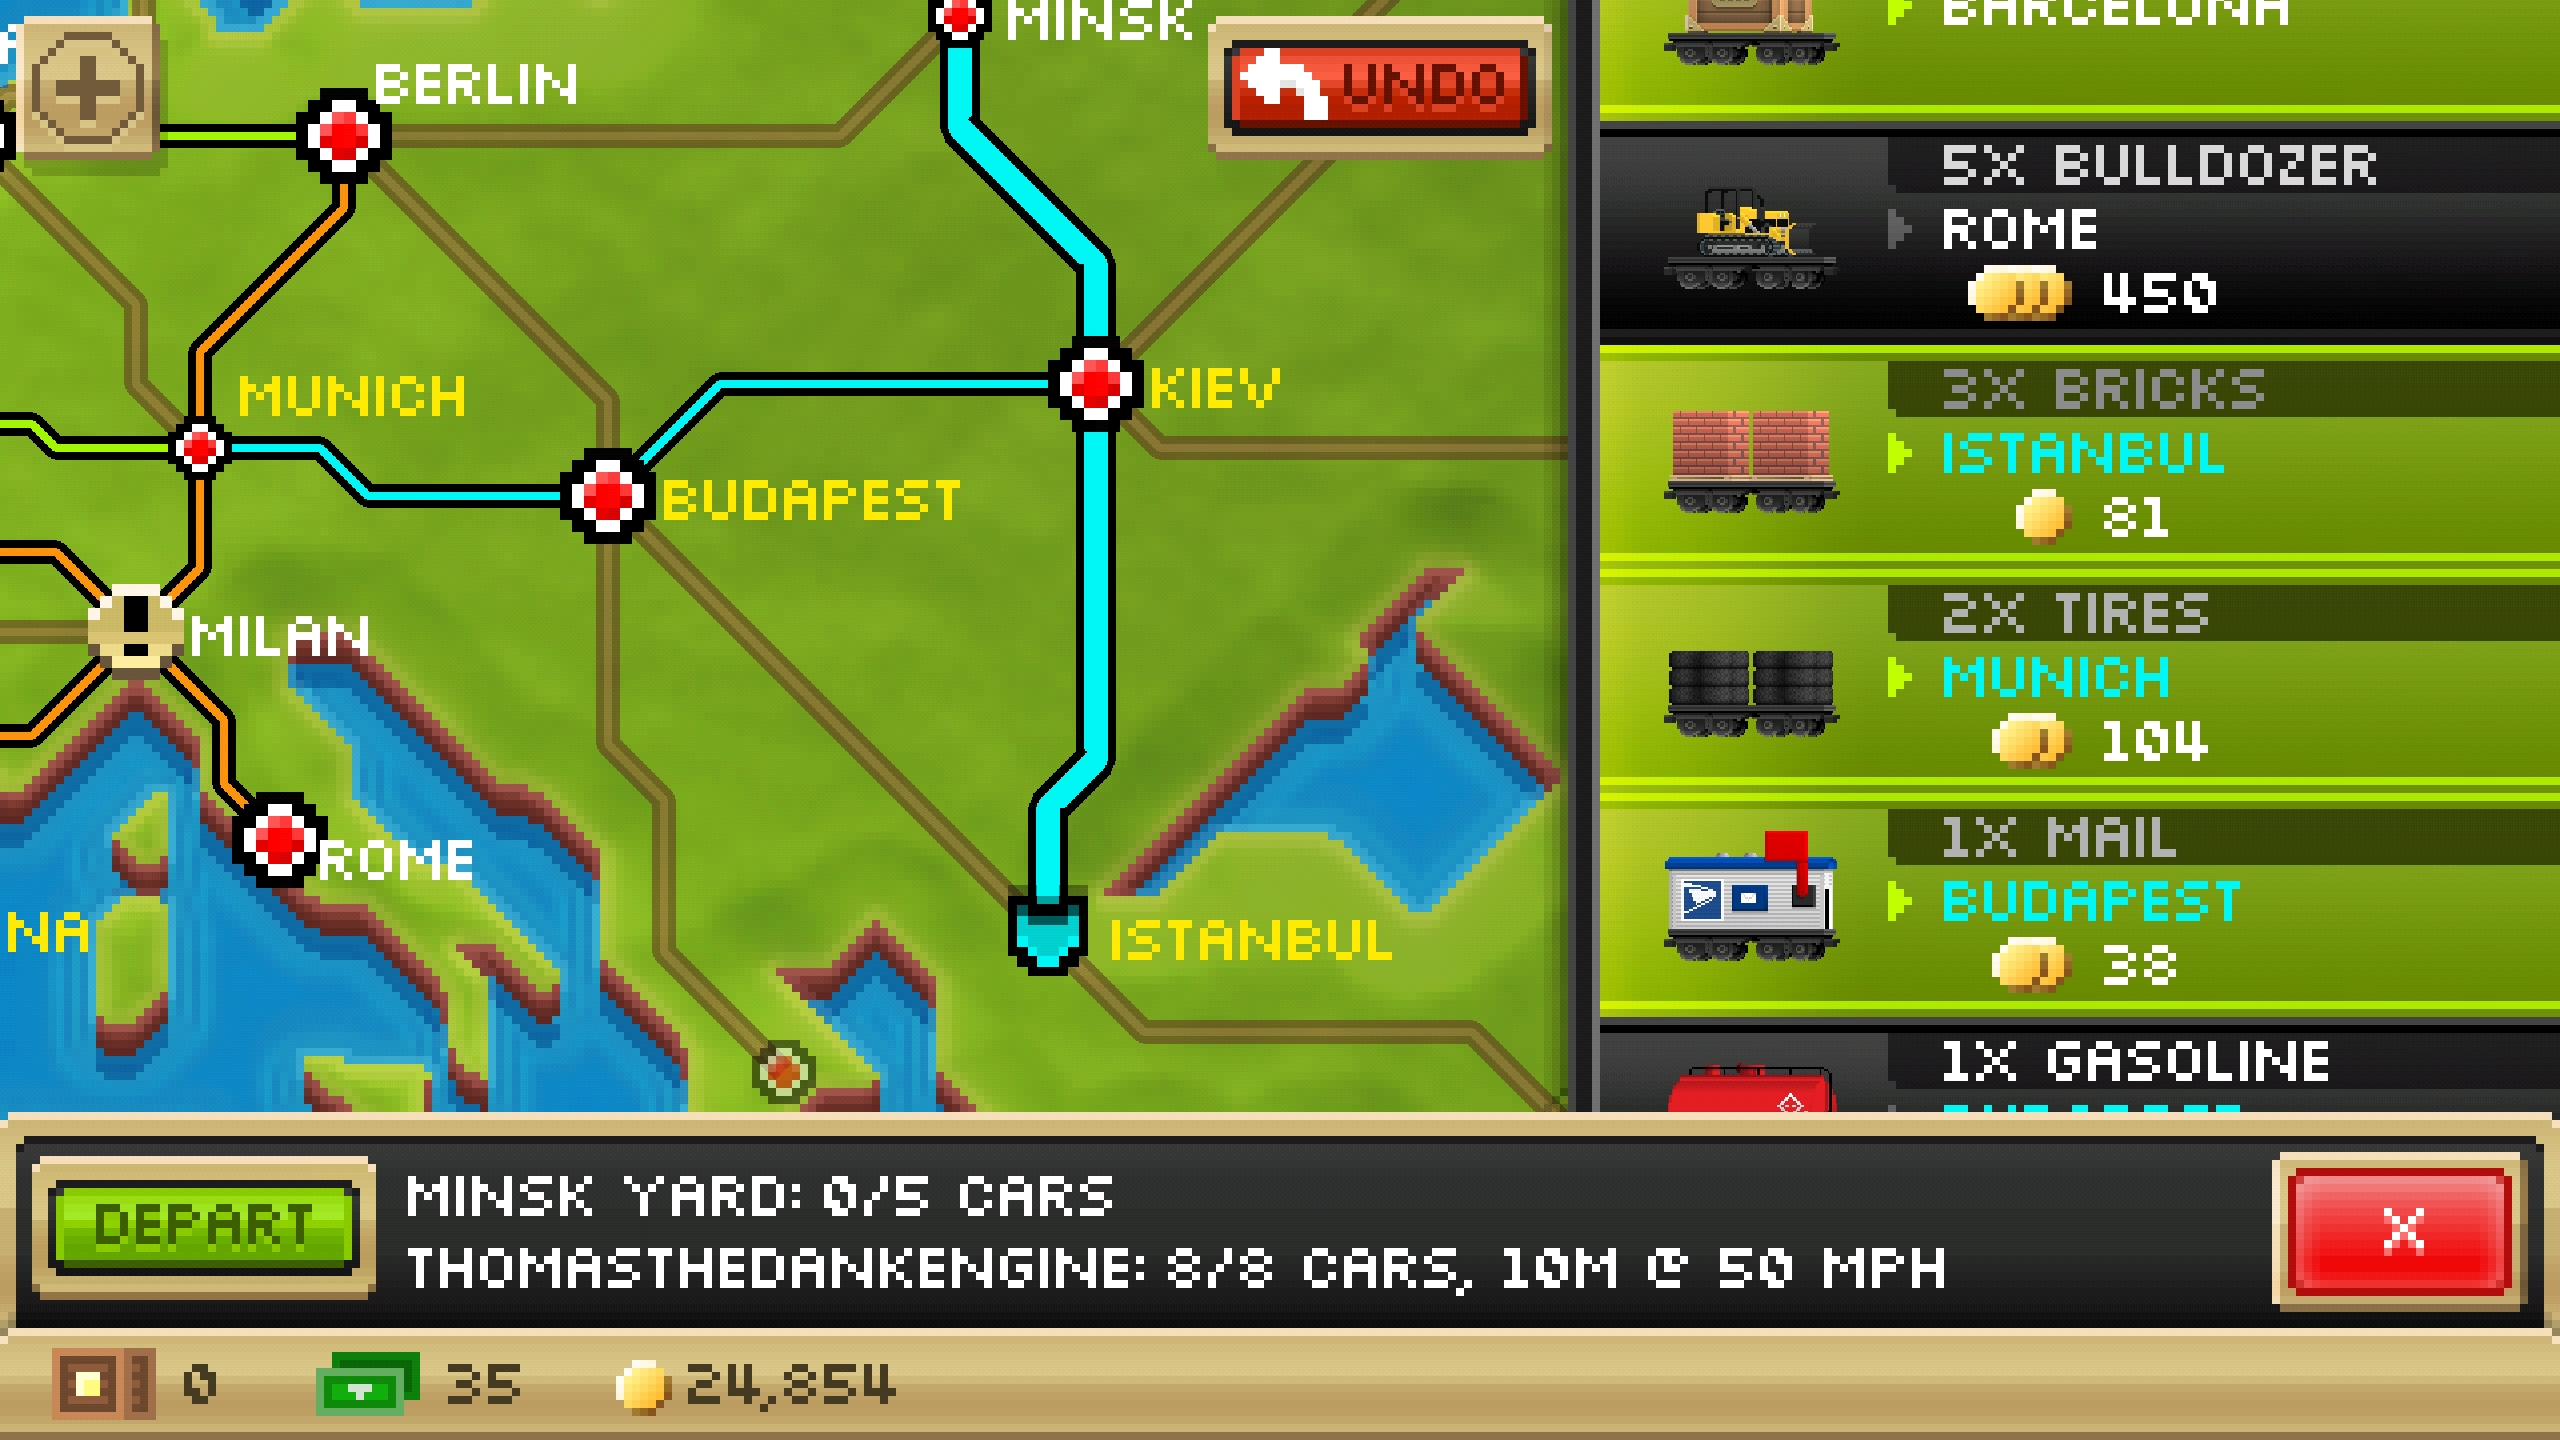 MINSK
BERLIN
UNDO
MUNICH
KIEV
BUDAPEST
MILAN
ROME
NA
ISTANBUL
BARCELONA
5X BULLDOZER
ROME
450
3X BRICKS
ISTANBUL
81
2X TIRES
MUNICH
104
1X MAIL
BUDAPEST
38
1X GASOLINE
DEPART
MINSK YARD: 0/5 CARS
THOMASTHEDANKENGINE: 8/8 CARS, 10M @ 50 MPH
X
0
35
24,854